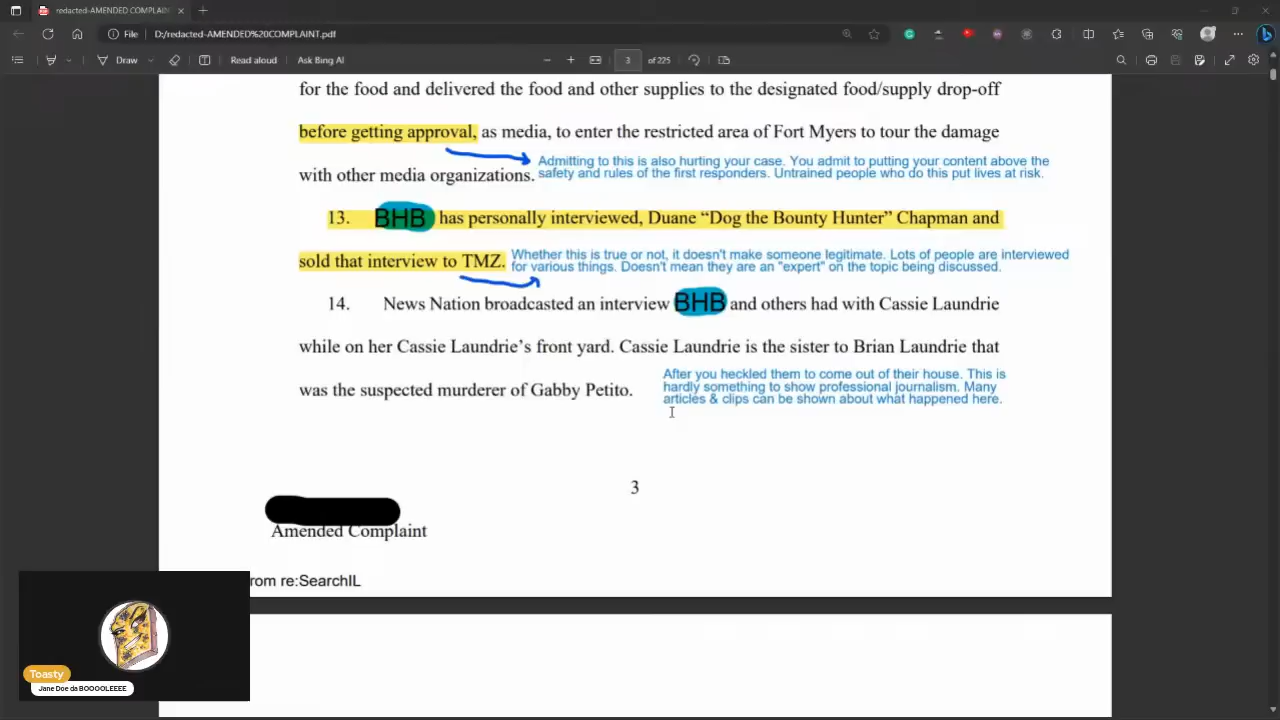 redacted-AMENDED COMPLAINT.pdf
File D:/redacted-AMENDED%20COMPLAINT.pdf
Draw Read aloud Ask Bing AI 3 of 225
for the food and delivered the food and other supplies to the designated food/supply drop-off
before getting approval, as media, to enter the restricted area of Fort Myers to tour the damage
Admitting to this is also hurting your case. You admit to putting your content above the
with other media organizations. safety and rules of the first responders. Untrained people who do this put lives at risk.
13. BHB has personally interviewed, Duane “Dog the Bounty Hunter” Chapman and
Whether this is true or not, it doesn't make someone legitimate. Lots of people are interviewed
sold that interview to TMZ. for various things. Doesn't mean they are an "expert" on the topic being discussed.
14. News Nation broadcasted an interview BHB and others had with Cassie Laundrie
while on her Cassie Laundrie’s front yard. Cassie Laundrie is the sister to Brian Laundrie that
was the suspected murderer of Gabby Petito.
After you heckled them to come out of their house. This is
hardly something to show professional journalism. Many
articles & clips can be shown about what happened here.
3
Amended Complaint
rom re:SearchIL
Toasty
Jane Doe da BOOOOLEEEE